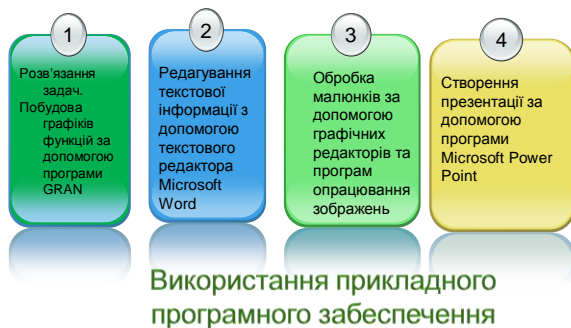 1
Розв'язання
задач.
Побудова
графіків
функцій за
допомогою
програми
GRAN
2
Редагування
текстової
інформації з
допомогою
текстового
редактора
Microsoft
Word
3
Обробка
малюнків за
допомогою
графічних
редакторів та
програм
опрацювання
зображень
4
Створення
презентації за
допомогою
програми
Microsoft Power
Point
Використання прикладного
програмного забеспечення